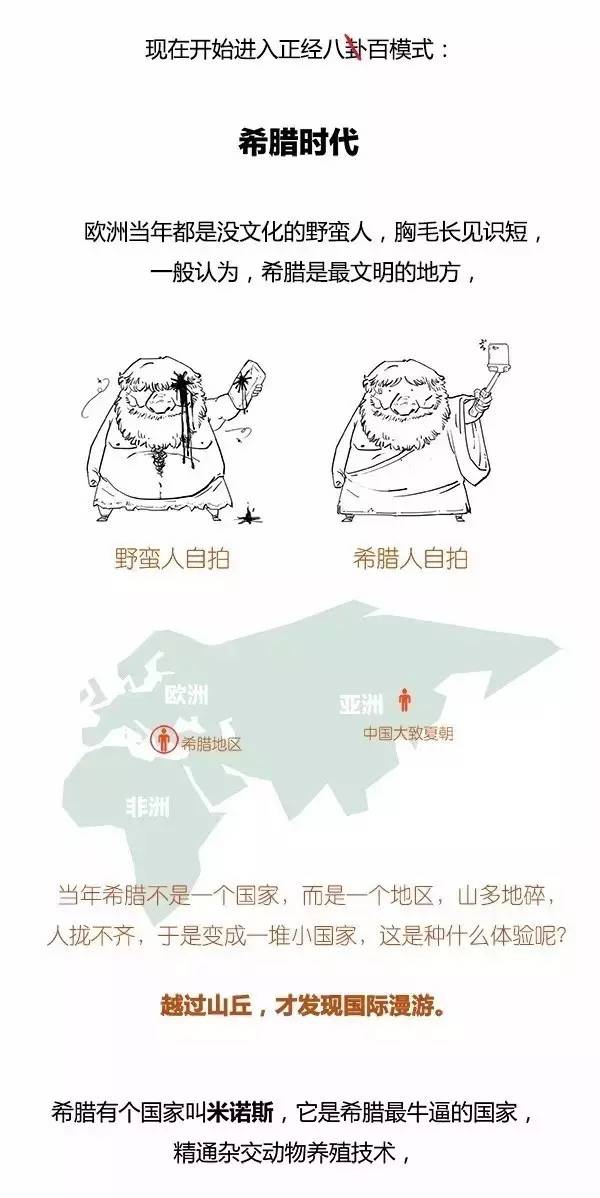 现在开始进入正经八卦百模式：
希腊时代
欧洲当年都是没文化的野蛮人，胸毛长见识短，
一般认为，希腊是最文明的地方，
野蛮人自拍
希腊人自拍
欧洲
亚洲
希腊地区
中国大致夏朝
非洲
当年希腊不是一个国家，而是一个地区，山多地碎，
人拢不齐，于是变成一堆小国家，这是种什么体验呢？
越过山丘，才发现国际漫游。
希腊有个国家叫米诺斯，它是希腊最牛逼的国家，
精通杂交动物养殖技术，